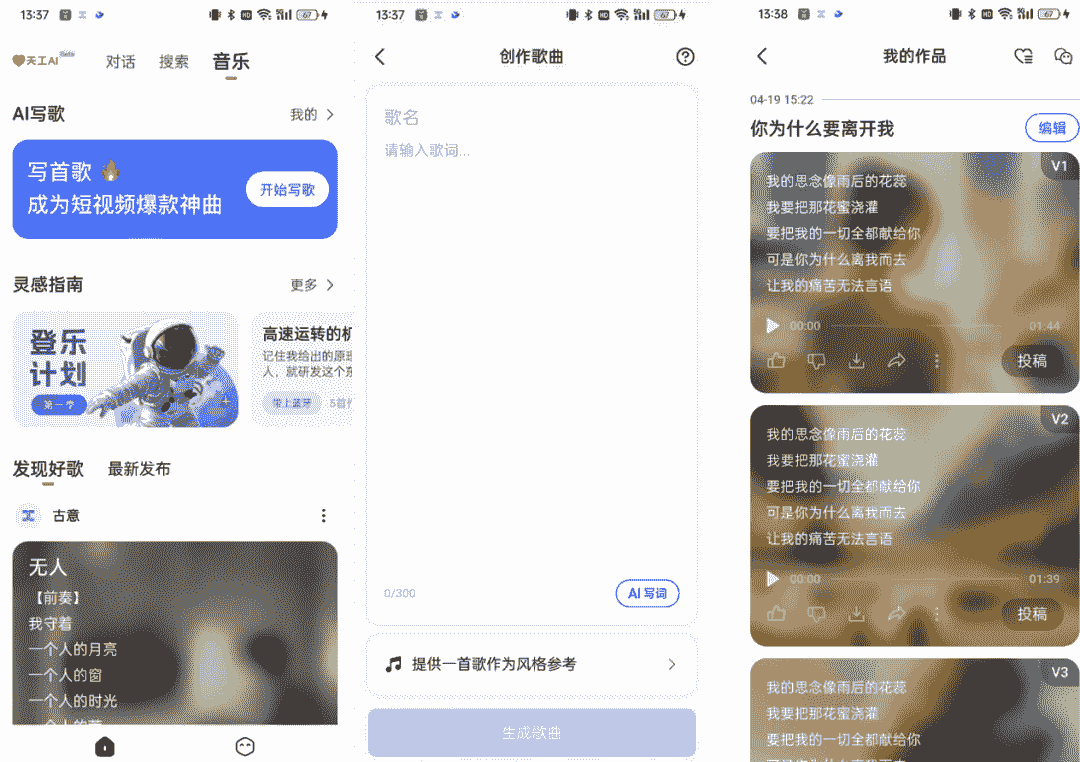 13:37
67
天工AI
对话
搜索
音乐
AI写歌
我的
写首歌
成为短视频爆款神曲
开始写歌
灵感指南
更多
登乐
计划
第一季
高速运转的机
记住我给出的原理
人，就研发这个东
带上蓝牙
5首作
发现好歌
最新发布
古意
无人
【前奏】
我守着
一个人的月亮
一个人的窗
一个人的时光
13:37
67
创作歌曲
歌名
请输入歌词...
0/300
AI 写词
提供一首歌作为风格参考
生成歌曲
13:38
67
我的作品
04-19 15:22
你为什么要离开我
编辑
V1
我的思念像雨后的花蕊
我要把那花蜜浇灌
要把我的一切全都献给你
可是你为什么离我而去
让我的痛苦无法言语
00:00
01:44
投稿
V2
我的思念像雨后的花蕊
我要把那花蜜浇灌
要把我的一切全都献给你
可是你为什么离我而去
让我的痛苦无法言语
00:00
01:39
投稿
V3
我的思念像雨后的花蕊
我要把那花蜜浇灌
要把我的一切全都献给你